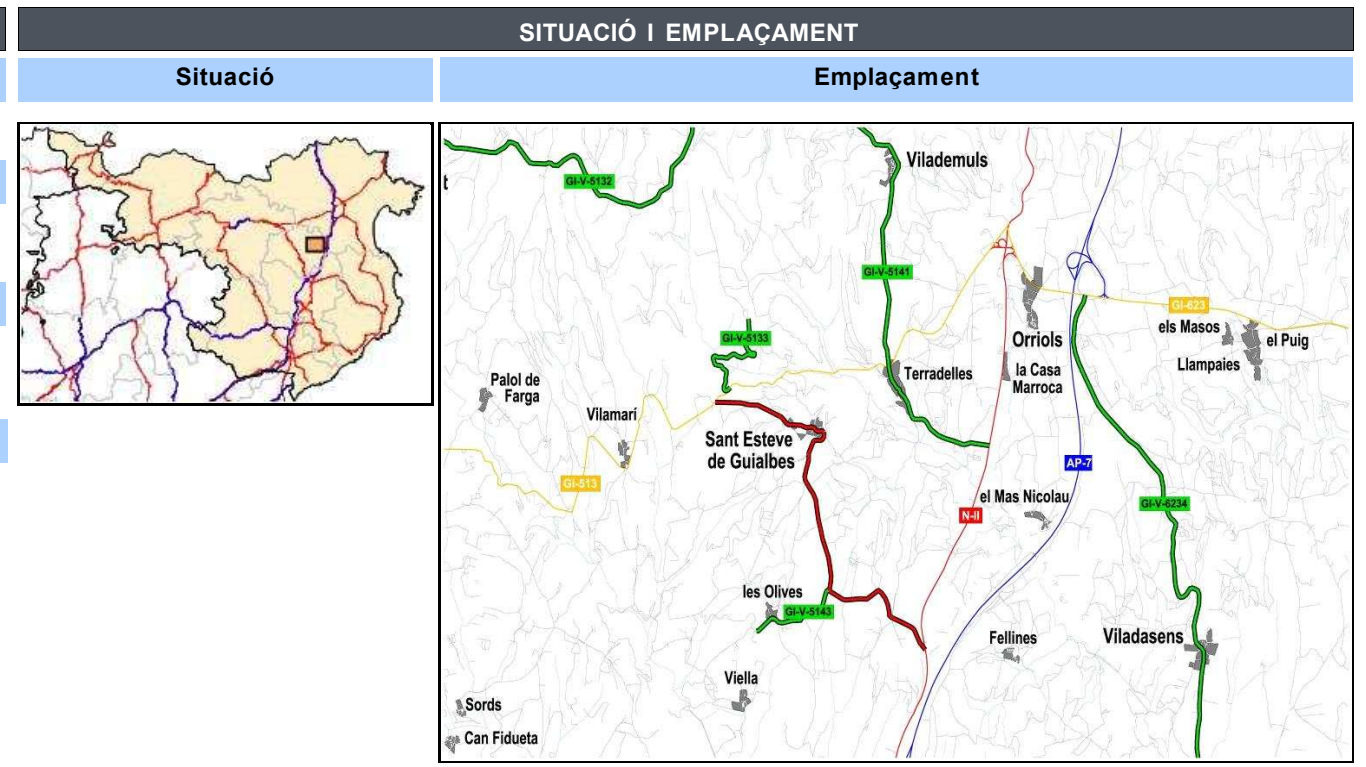 SITUACIÓ I EMPLAÇAMENT
Situació
Emplaçament
t
GI-V-5132
Vilademuls
GI-V-5141
GI-623
els Masos
el Puig
Orriols
Llampaies
GI-V-5133
Terradelles
la Casa
Marroca
Palol de
Farga
Vilamarí
Sant Esteve
de Guialbes
AP-7
GI-513
el Mas Nicolau
GI-V-6234
N-II
les Olives
GI-V-5143
Fellines
Viladasens
Viella
Sords
Can Fidueta